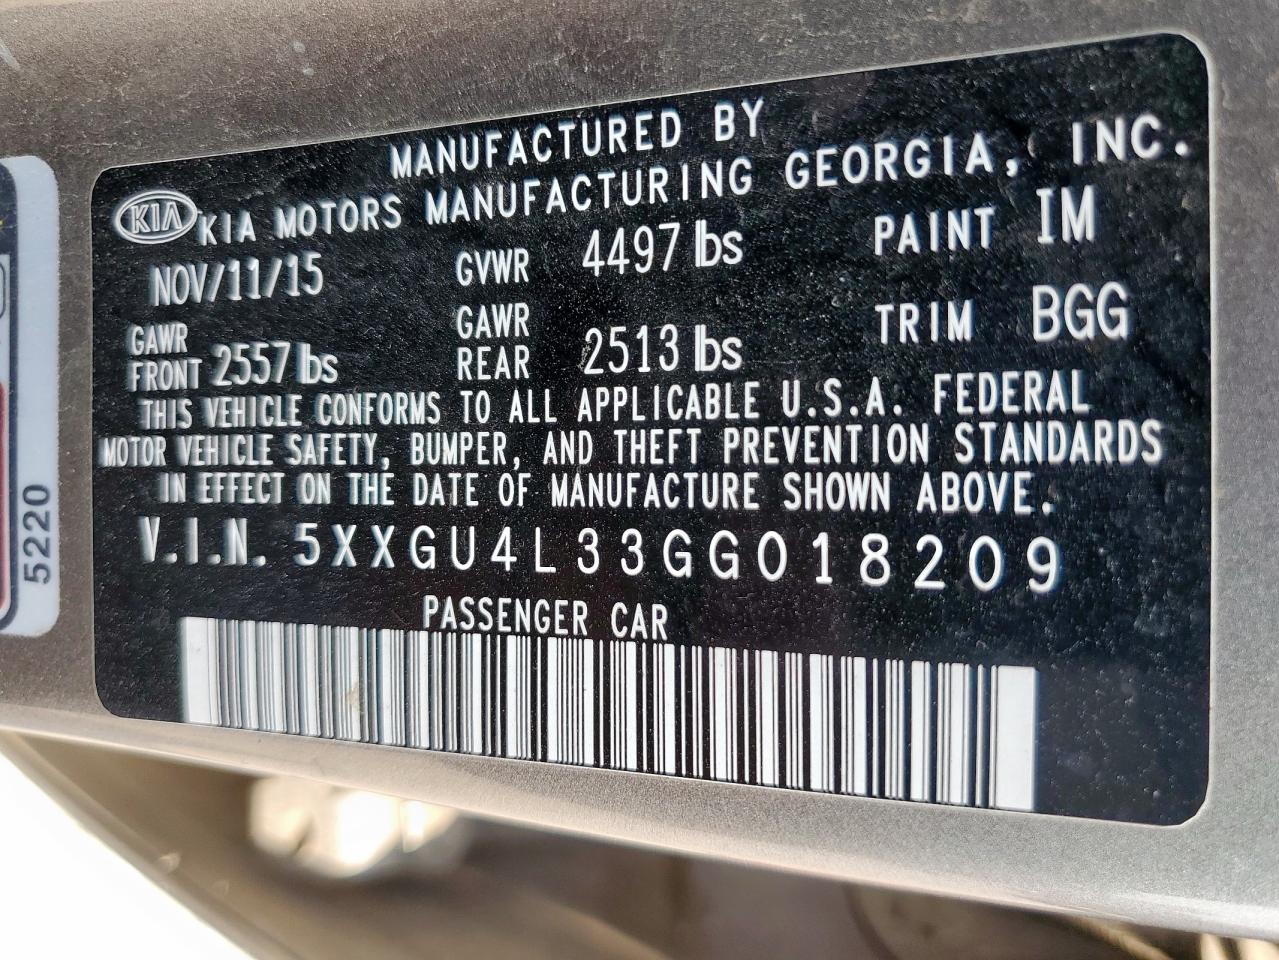 MANUFACTURED BY
KIA KIA MOTORS MANUFACTURING GEORGIA, INC.
NOV/11/15 GVWR 4497 lbs PAINT IM
GAWR FRONT 2557 lbs GAWR REAR 2513 lbs TRIM BGG
THIS VEHICLE CONFORMS TO ALL APPLICABLE U.S.A. FEDERAL
MOTOR VEHICLE SAFETY, BUMPER, AND THEFT PREVENTION STANDARDS
IN EFFECT ON THE DATE OF MANUFACTURE SHOWN ABOVE.
V.I.N. 5XXGU4L33GG018209
PASSENGER CAR
5220